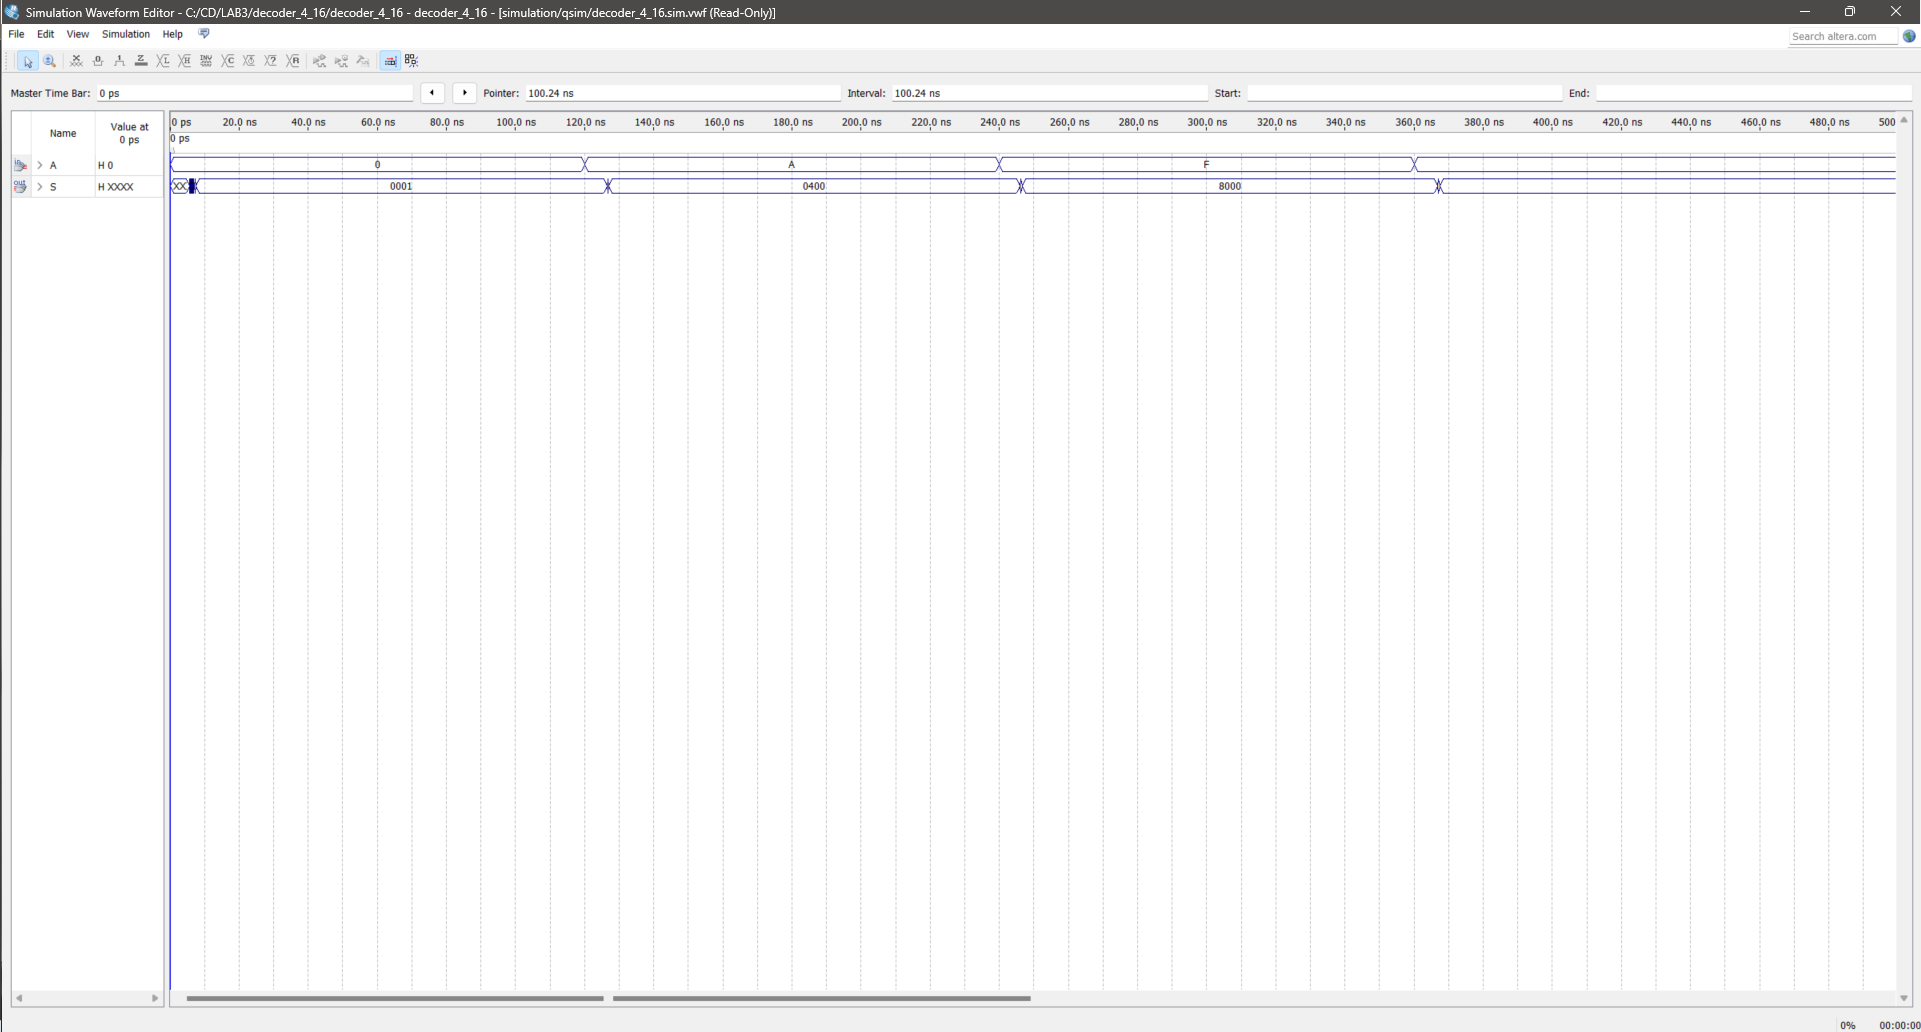 Simulation Waveform Editor - C:/CD/LAB3/decoder_4_16/decoder_4_16 - decoder_4_16 - [simulation/qsim/decoder_4_16.sim.vwf (Read-Only)]
File Edit View Simulation Help
Search altera.com
Master Time Bar: 0 ps Pointer: 100.24 ns Interval: 100.24 ns Start: End:
Name Value at 0 ps
0 ps 20.0 ns 40.0 ns 60.0 ns 80.0 ns 100.0 ns 120.0 ns 140.0 ns 160.0 ns 180.0 ns 200.0 ns 220.0 ns 240.0 ns 260.0 ns 280.0 ns 300.0 ns 320.0 ns 340.0 ns 360.0 ns 380.0 ns 400.0 ns 420.0 ns 440.0 ns 460.0 ns 480.0 ns 500
0 ps
A H 0 0 A F
S H XXXX XX 0001 0400 8000
0% 00:00:00